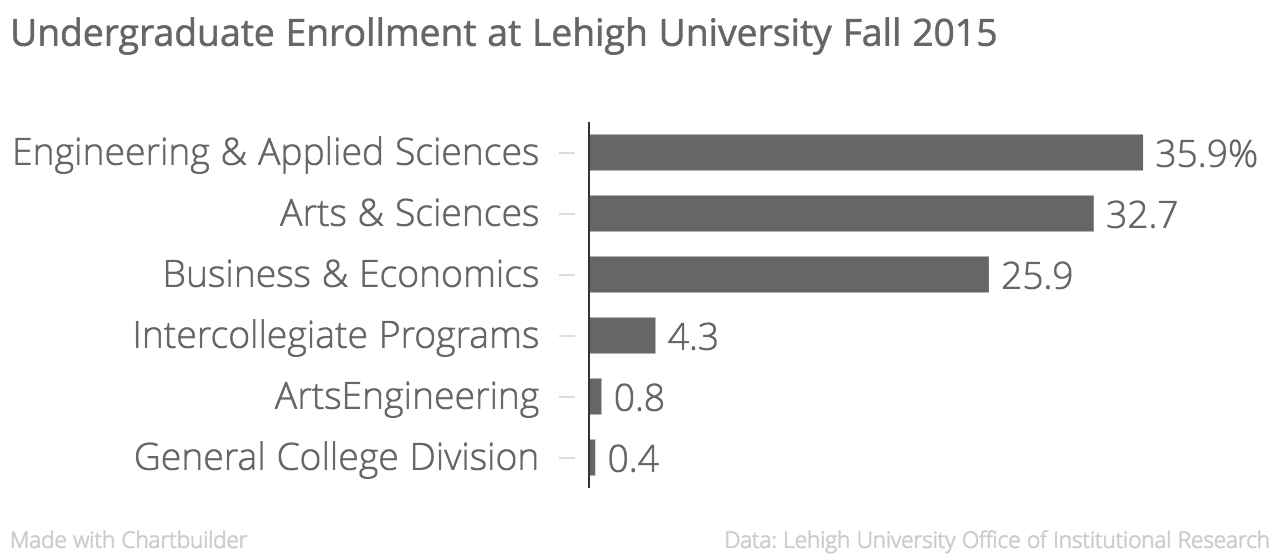 Undergraduate Enrollment at Lehigh University Fall 2015
Engineering & Applied Sciences 35.9%
Arts & Sciences 32.7
Business & Economics 25.9
Intercollegiate Programs 4.3
ArtsEngineering 0.8
General College Division 0.4
Made with Chartbuilder
Data: Lehigh University Office of Institutional Research